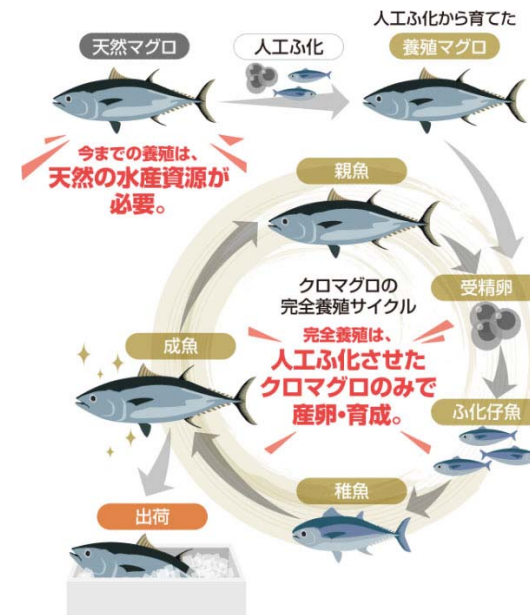 天然マグロ
人工ふ化
人工ふ化から育てた
養殖マグロ
今までの養殖は、
天然の水産資源が
必要。
親魚
クロマグロの
完全養殖サイクル
受精卵
完全養殖は、
人工ふ化させた
クロマグロのみで
産卵・育成。
成魚
ふ化仔魚
稚魚
出荷